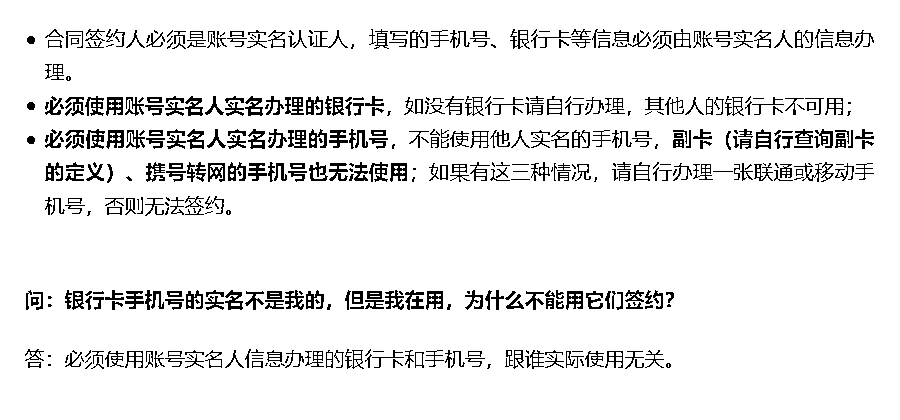 • 合同签约人必须是账号实名认证人，填写的手机号、银行卡等信息必须由账号实名人的信息办
理。
• 必须使用账号实名人实名办理的银行卡，如没有银行卡请自行办理，其他人的银行卡不可用；
• 必须使用账号实名人实名办理的手机号，不能使用他人实名的手机号，副卡（请自行查询副卡
的定义）、携号转网的手机号也无法使用；如果有这三种情况，请自行办理一张联通或移动手
机号，否则无法签约。
问：银行卡手机号的实名不是我的，但是我在用，为什么不能用它们签约？
答：必须使用账号实名人信息办理的银行卡和手机号，跟谁实际使用无关。